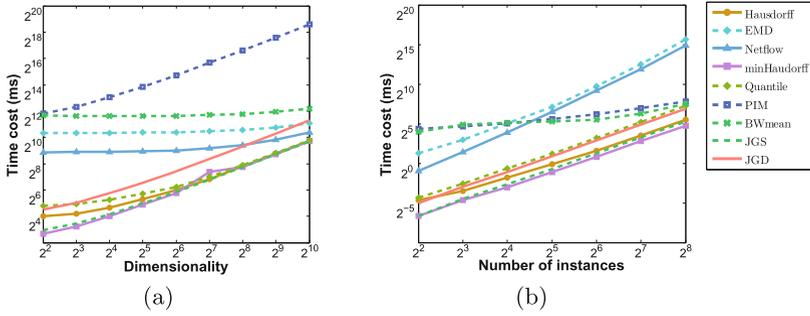 2^20
2^18
2^16
2^14
2^12
2^10
2^8
2^6
2^4
Time cost (ms)
2^2 2^3 2^4 2^5 2^6 2^7 2^8 2^9 2^10
Dimensionality
(a)
2^20
2^15
2^10
2^5
2^0
2^-5
Time cost (ms)
2^2 2^3 2^4 2^5 2^6 2^7 2^8
Number of instances
(b)
Hausdorff
EMD
Netflow
minHaudorff
Quantile
PIM
BWmean
JGS
JGD